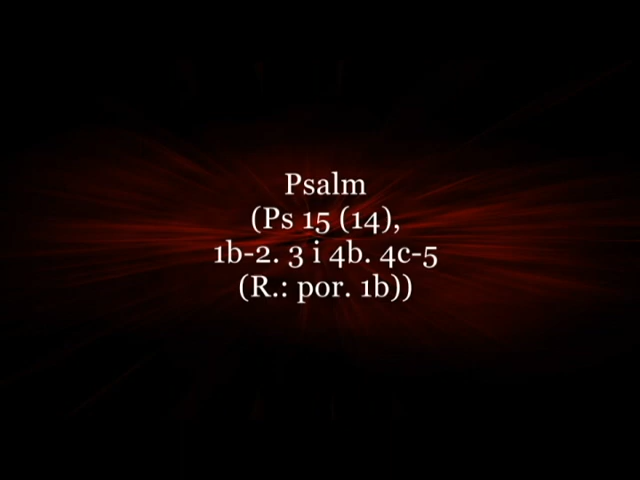 Psalm
(Ps 15 (14),
1b-2. 3 i 4b. 4c-5
(R.: por. 1b))